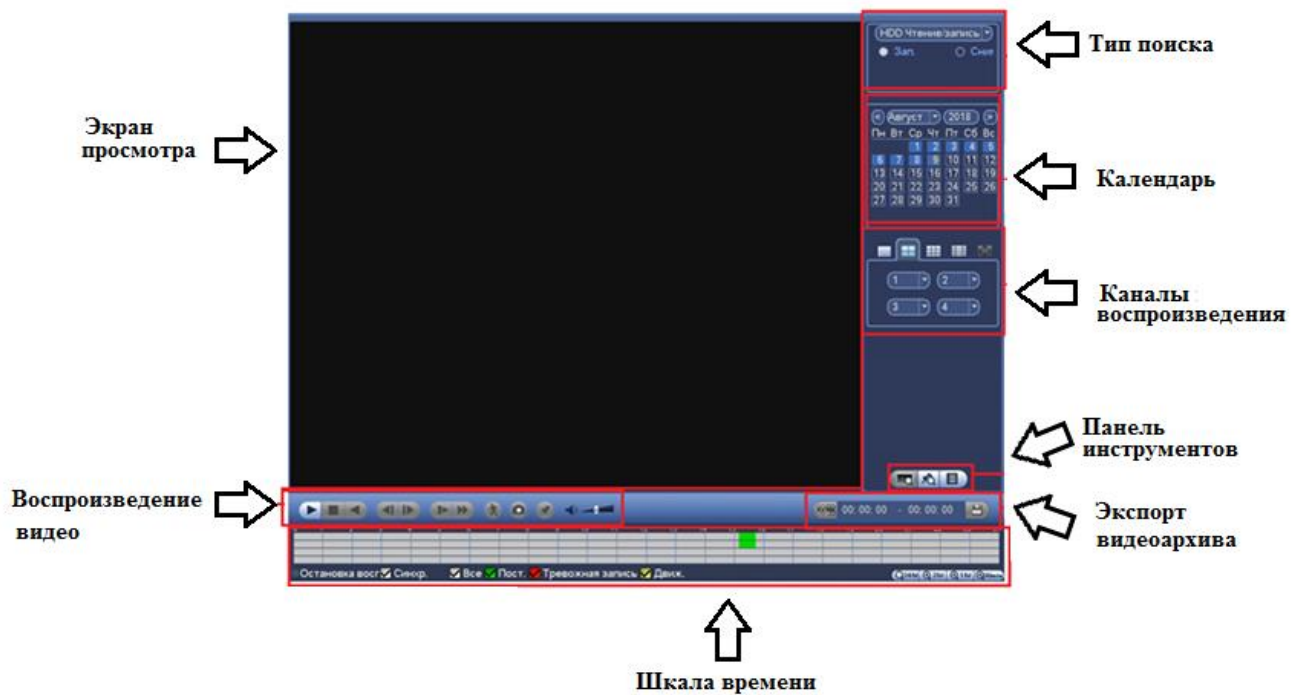 HDD Чтение/запись
Зап.
Сним
Тип поиска
Экран
просмотра
Август 2018
Пн Вт Ср Чт Пт Сб Вс
1 2 3 4 5
6 7 8 9 10 11 12
13 14 15 16 17 18 19
20 21 22 23 24 25 26
27 28 29 30 31
Календарь
1 2
3 4
Каналы
воспроизведения
Панель
инструментов
Воспроизведение
видео
00: 00: 00 - 00: 00: 00
Экспорт
видеоархива
Остановка восг Синхр. Все Пост. Тревожная запись Движ.
Шкала времени